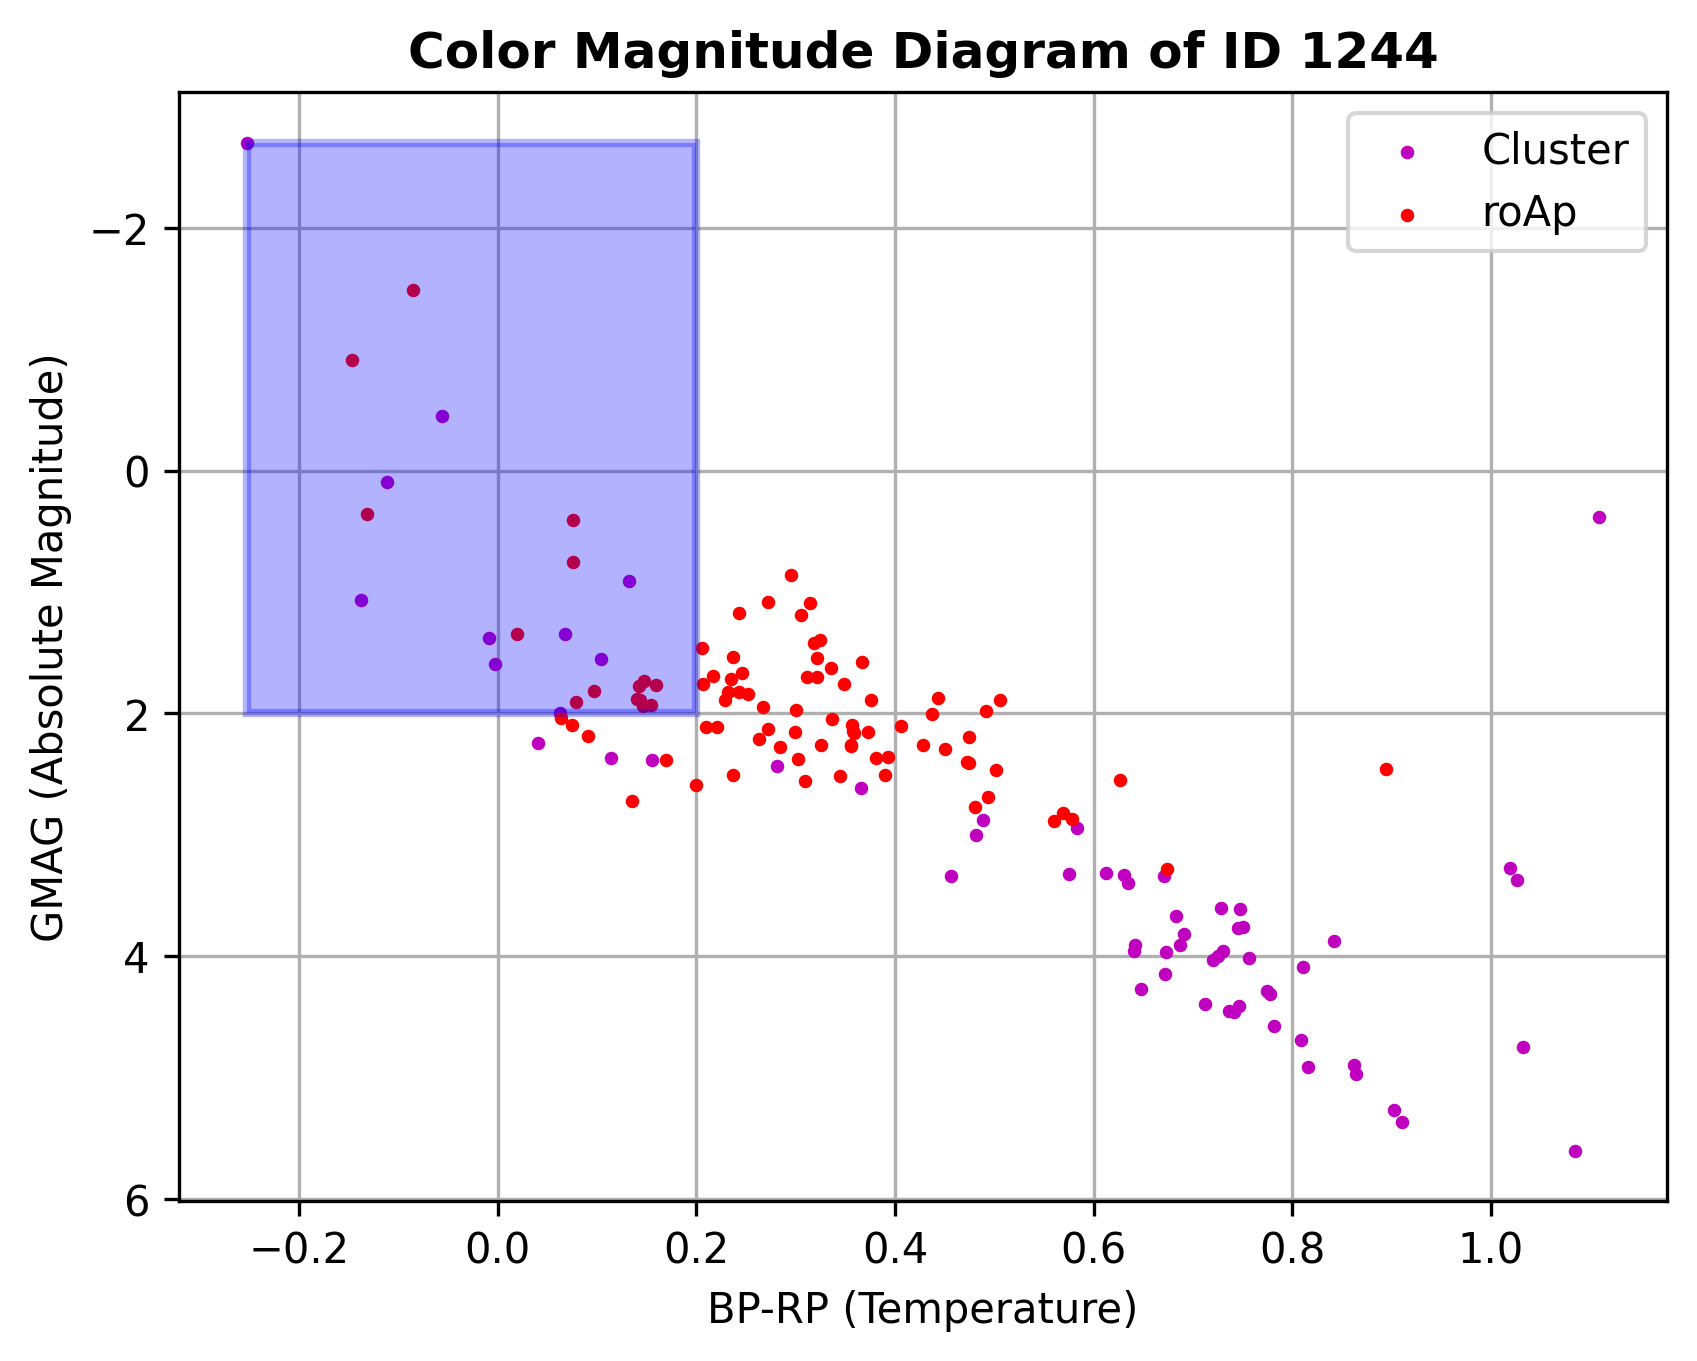 Color Magnitude Diagram of ID 1244
Cluster
roAp
GMAG (Absolute Magnitude)
−2
0
2
4
6
−0.2 0.0 0.2 0.4 0.6 0.8 1.0
BP-RP (Temperature)